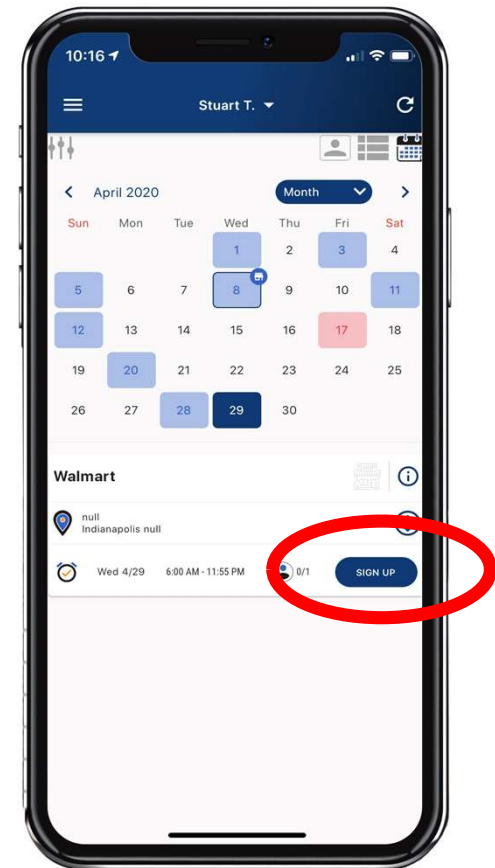 10:16
Stuart T.
April 2020 Month
Sun Mon Tue Wed Thu Fri Sat
1 2 3 4
5 6 7 8 9 10 11
12 13 14 15 16 17 18
19 20 21 22 23 24 25
26 27 28 29 30
Walmart
null
Indianapolis null
Wed 4/29 6:00 AM - 11:55 PM 0/1 SIGN UP